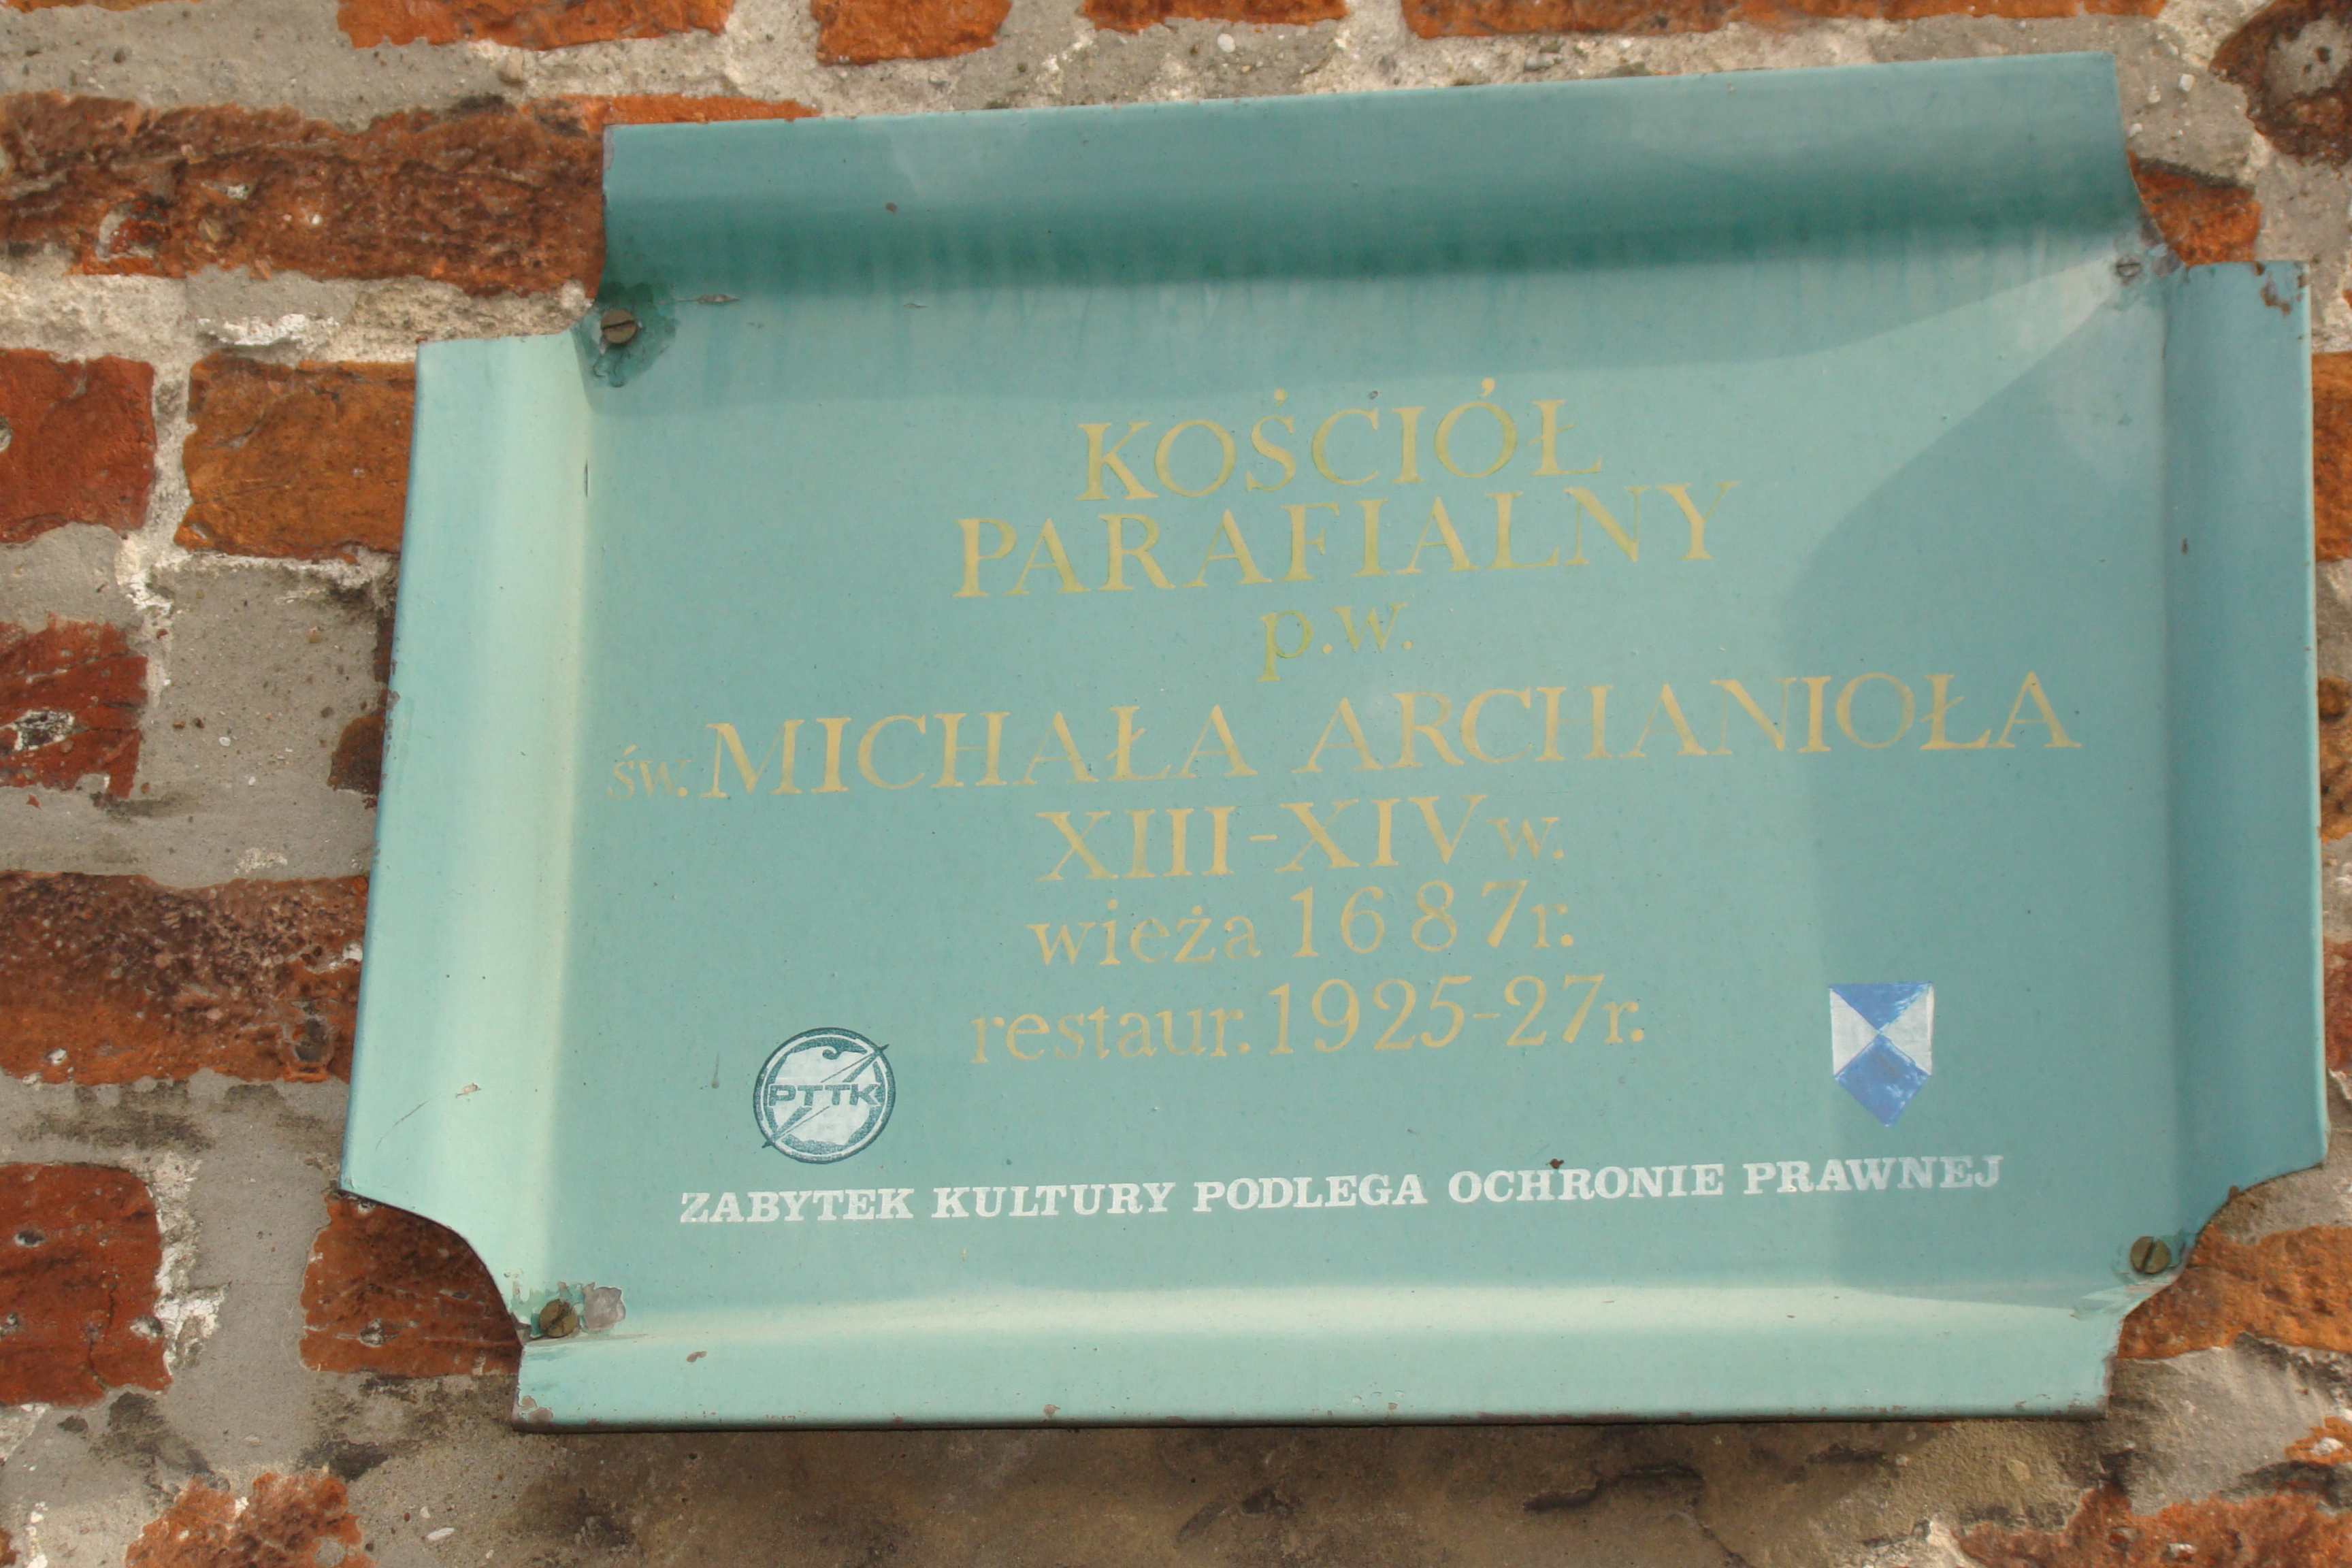 KOŚCIÓŁ
PARAFIALNY
p.w.
św. MICHAŁA ARCHANIOŁA
XIII-XIV w.
wieża 1687r.
restaur. 1925-27r.
PTTK
ZABYTEK KULTURY PODLEGA OCHRONIE PRAWNEJ